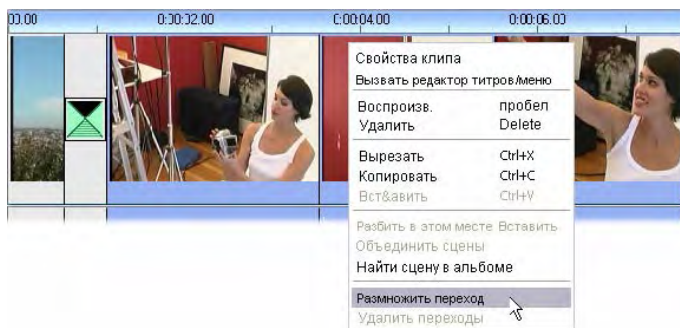 00.00 0:00:02.00 0:00:04.00 0:00:06.00
Свойства клипа
Вызвать редактор титров/меню
Воспроизв. пробел
Удалить Delete
Вырезать Ctrl+X
Копировать Ctrl+C
Вст&авить Ctrl+V
Разбить в этом месте Вставить
Объединить сцены
Найти сцену в альбоме
Размножить переход
Удалить переходы